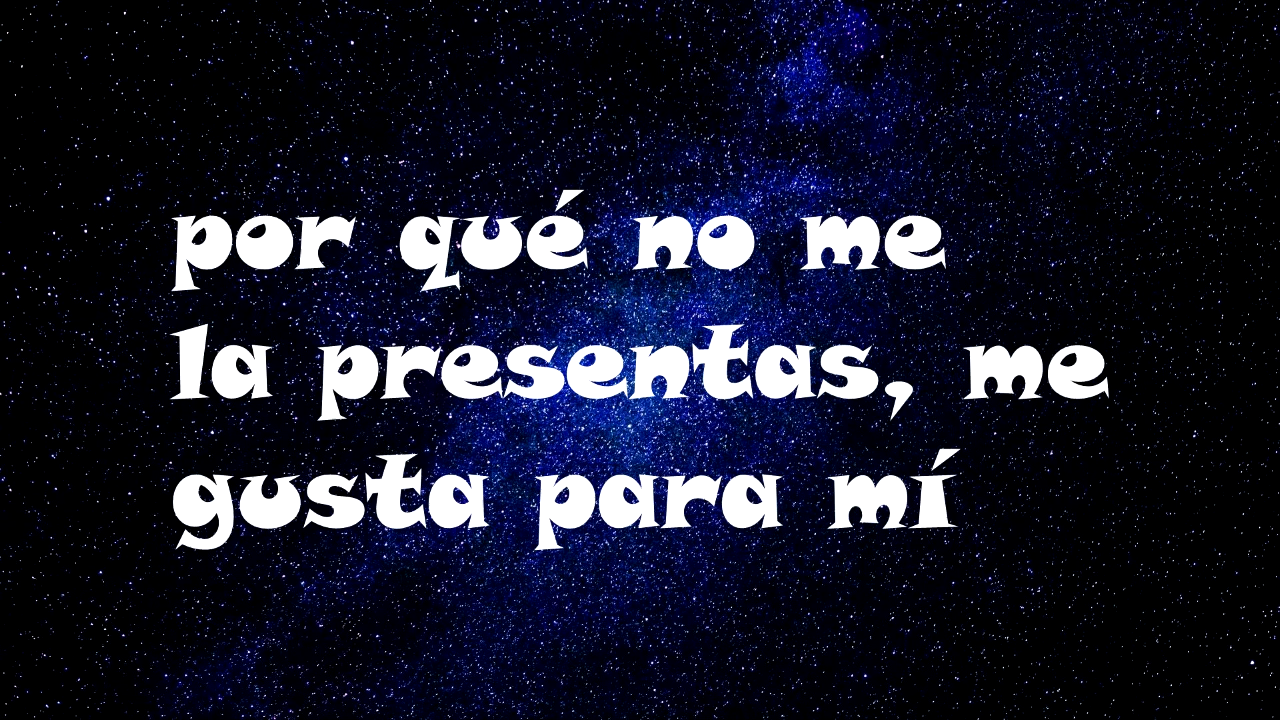 por qué no me
la presentas, me
gusta para mí